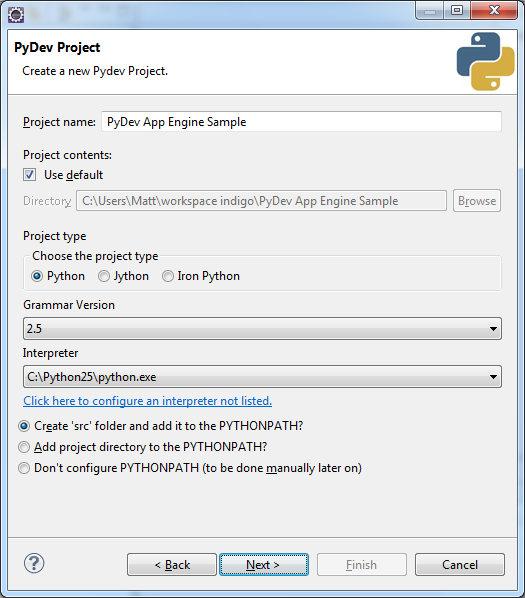 PyDev Project
Create a new Pydev Project.
Project name: PyDev App Engine Sample
Project contents:
Use default
Directory C:\Users\Matt\workspace indigo\PyDev App Engine Sample Browse
Project type
Choose the project type
Python Jython Iron Python
Grammar Version
2.5
Interpreter
C:\Python25\python.exe
Click here to configure an interpreter not listed.
Create 'src' folder and add it to the PYTHONPATH?
Add project directory to the PYTHONPATH?
Don't configure PYTHONPATH (to be done manually later on)
? < Back Next > Finish Cancel